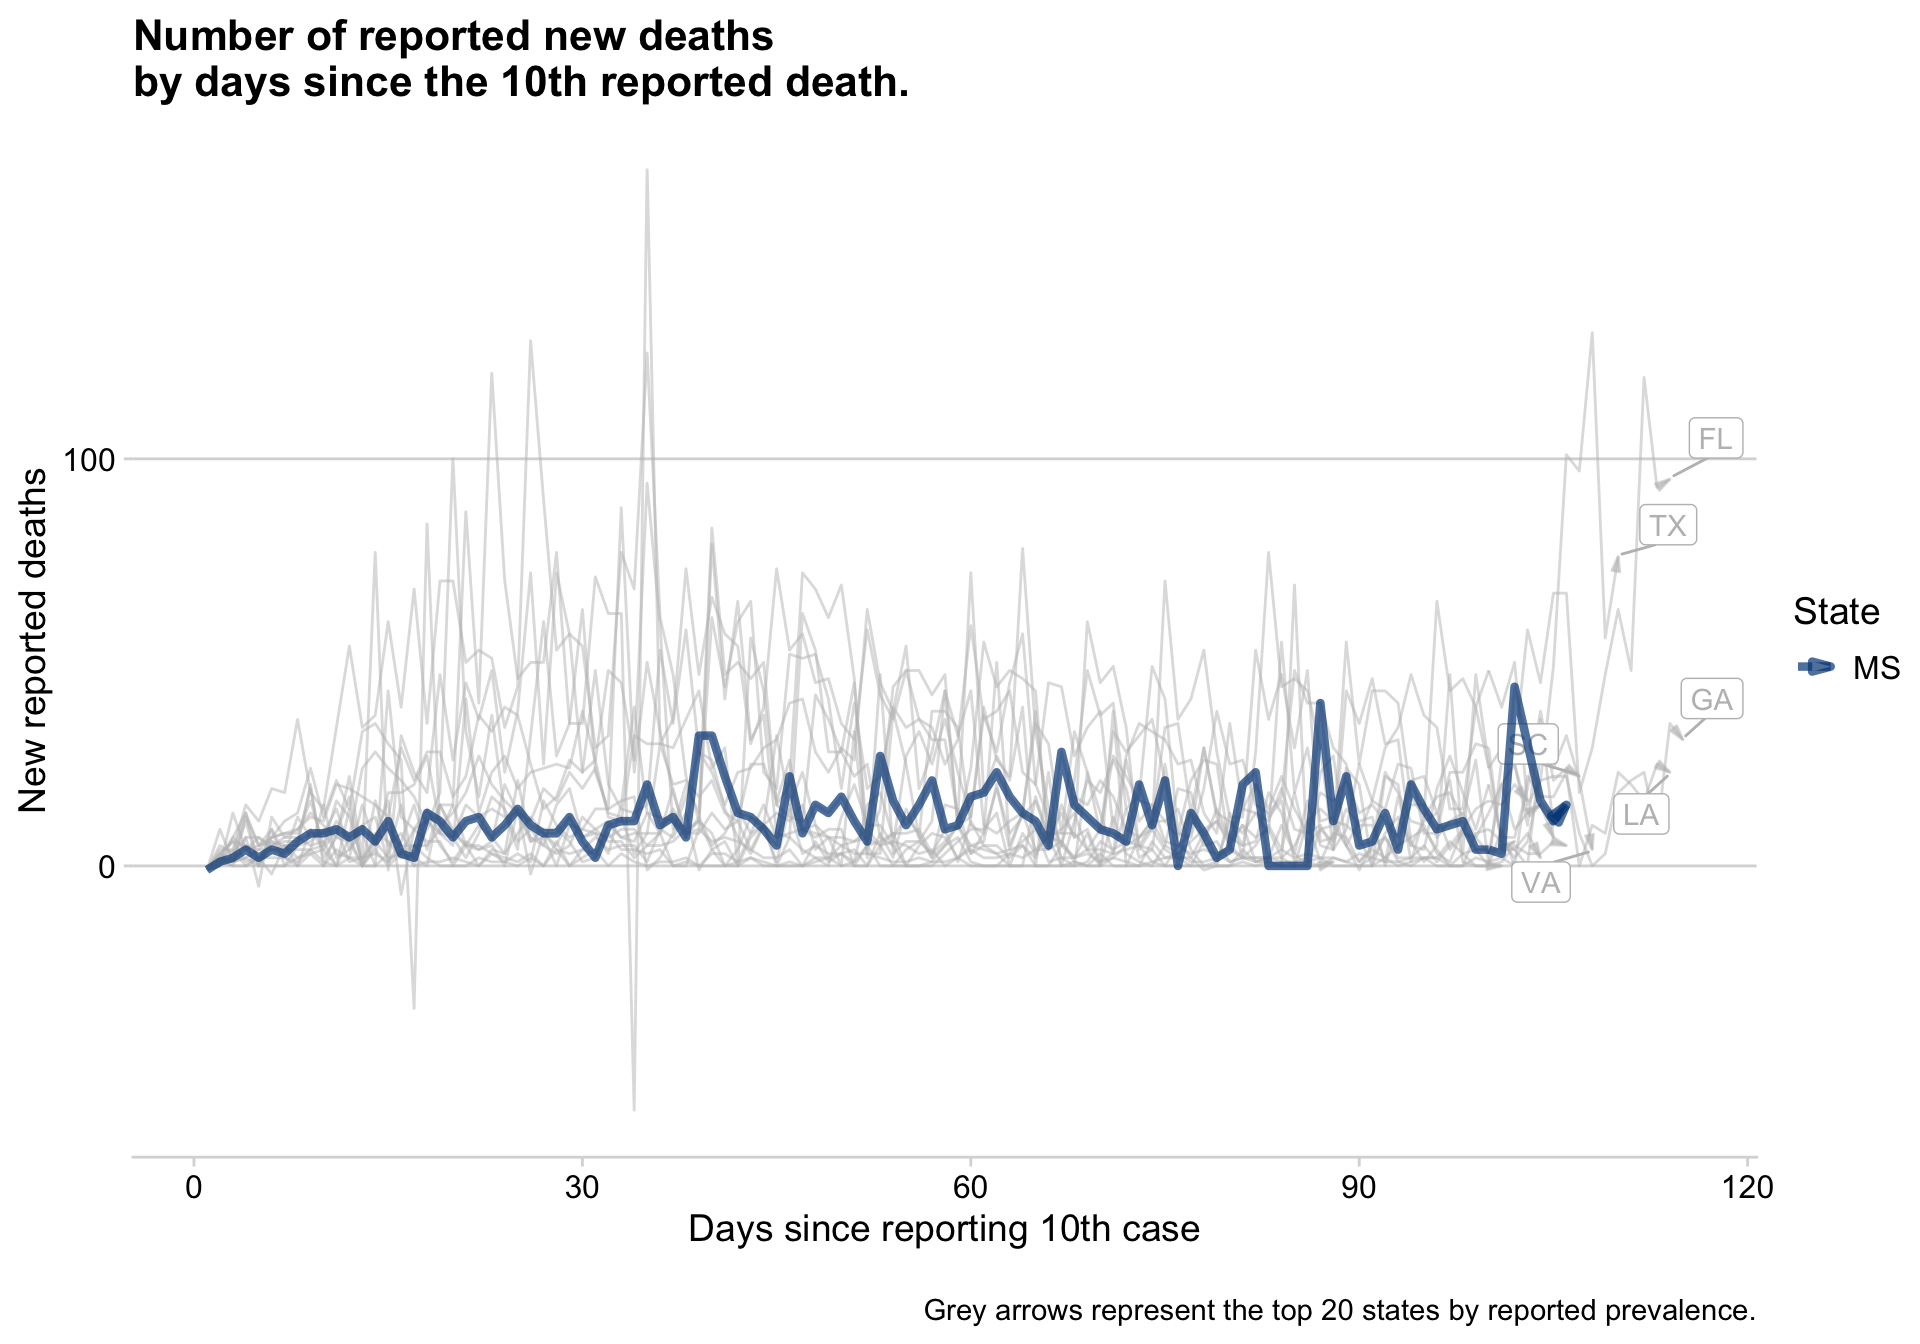 Number of reported new deaths
by days since the 10th reported death.
New reported deaths
100
0
FL
TX
GA
SC
LA
VA
State
MS
0 30 60 90 120
Days since reporting 10th case
Grey arrows represent the top 20 states by reported prevalence.